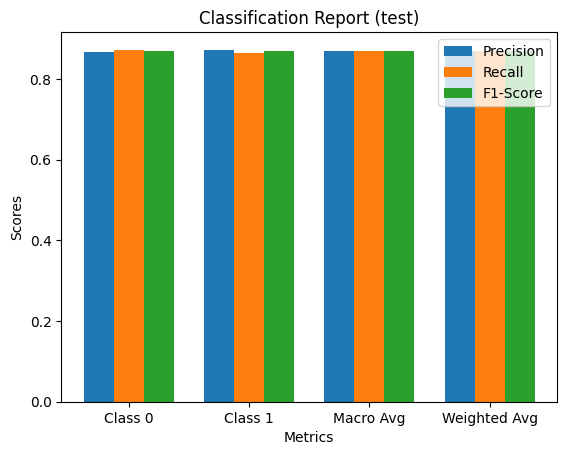 Classification Report (test)
Precision
Recall
F1-Score
Scores
0.8
0.6
0.4
0.2
0.0
Class 0
Class 1
Macro Avg
Weighted Avg
Metrics